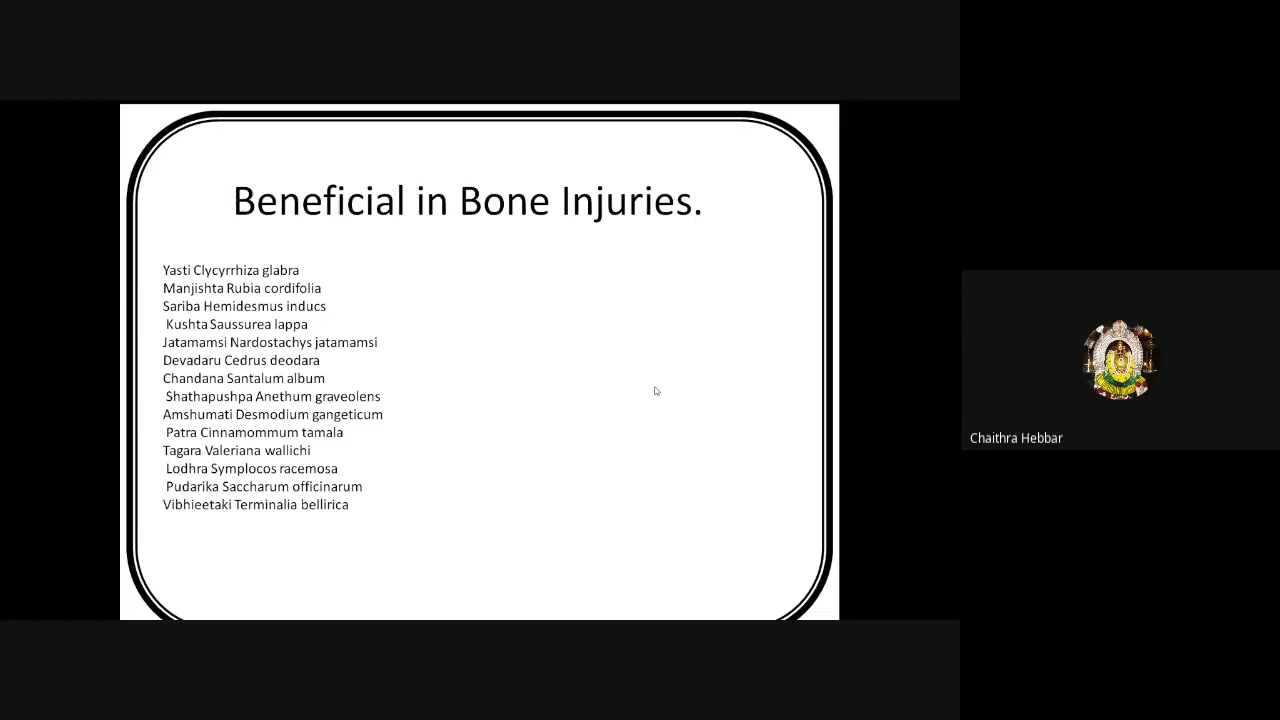 Beneficial in Bone Injuries.
Yasti Clycyrrhiza glabra
Manjishta Rubia cordifolia
Sariba Hemidesmus inducs
Kushta Saussurea lappa
Jatamamsi Nardostachys jatamamsi
Devadaru Cedrus deodara
Chandana Santalum album
Shathapushpa Anethum graveolens
Amshumati Desmodium gangeticum
Patra Cinnamommum tamala
Tagara Valeriana wallichi
Lodhra Symplocos racemosa
Pudarika Saccharum officinarum
Vibhieetaki Terminalia bellirica
Chaithra Hebbar